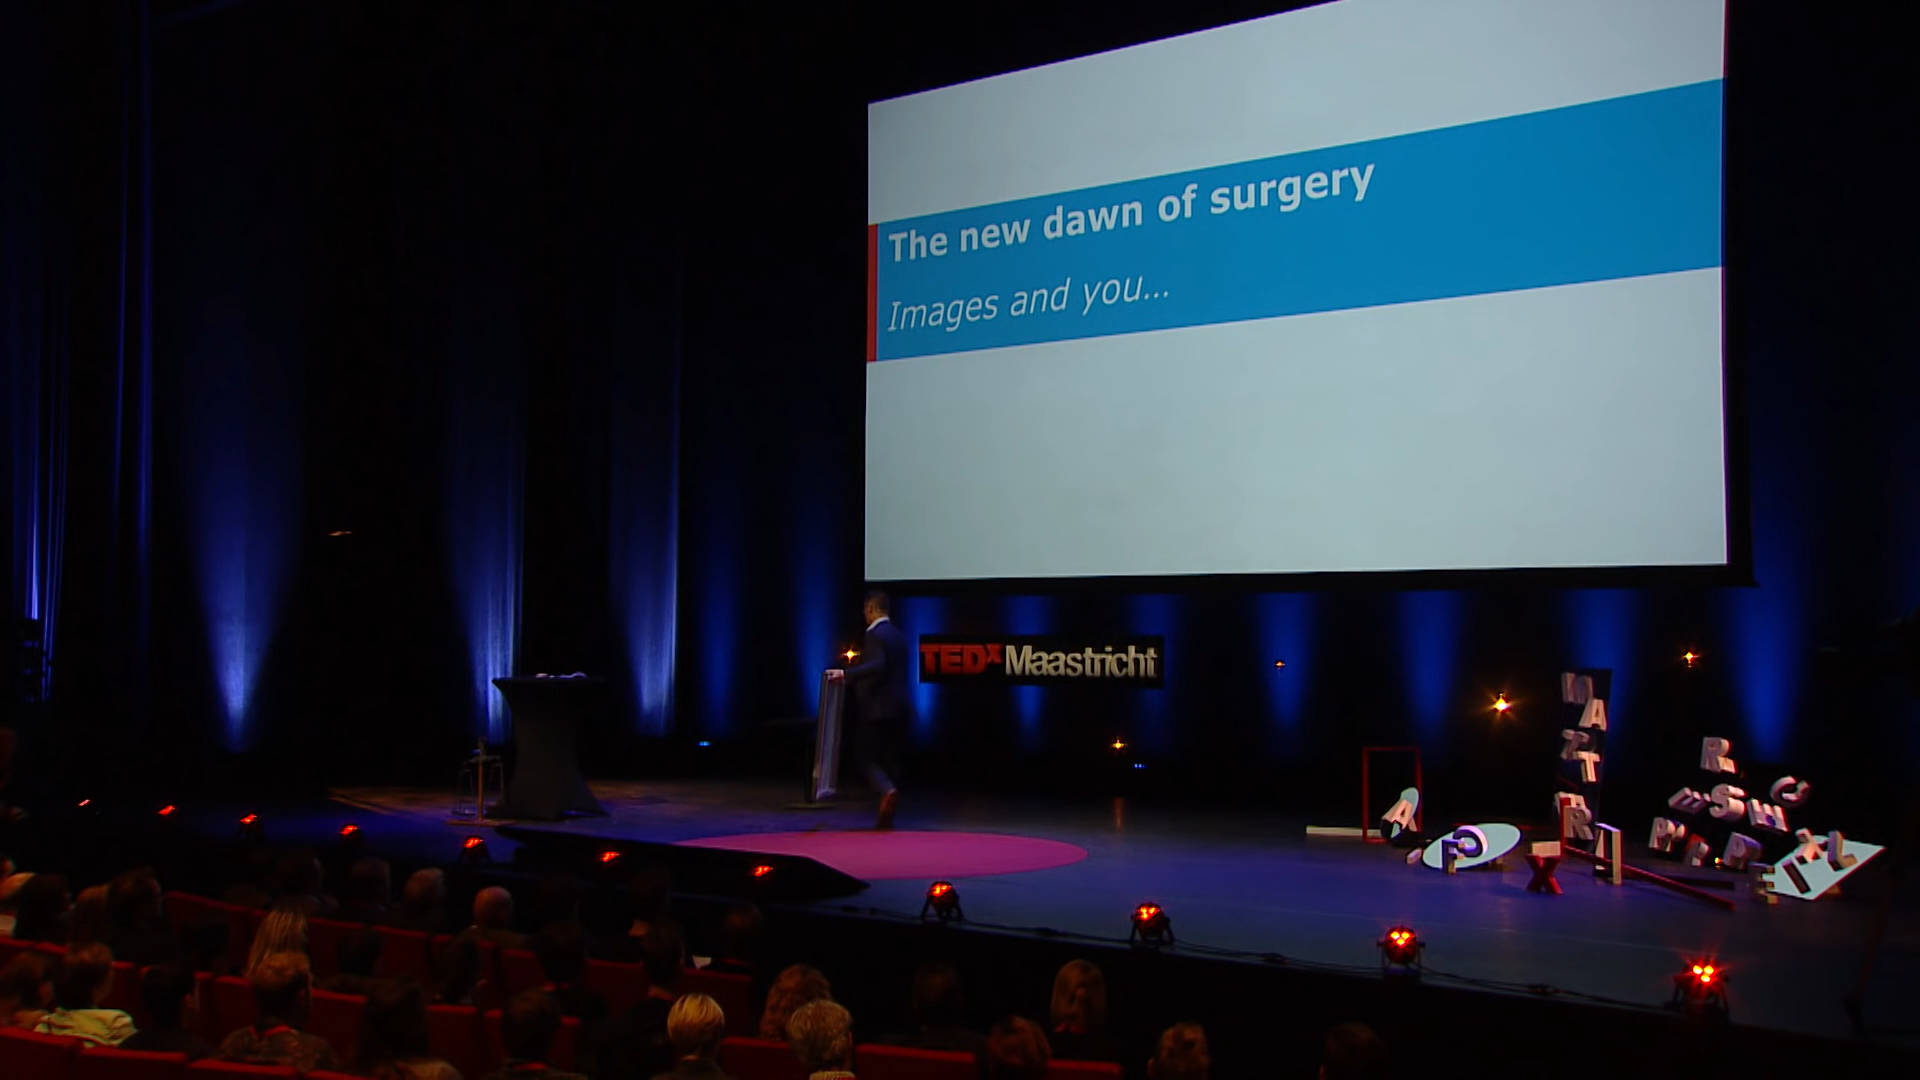 The new dawn of surgery
Images and you...
TEDx Maastricht